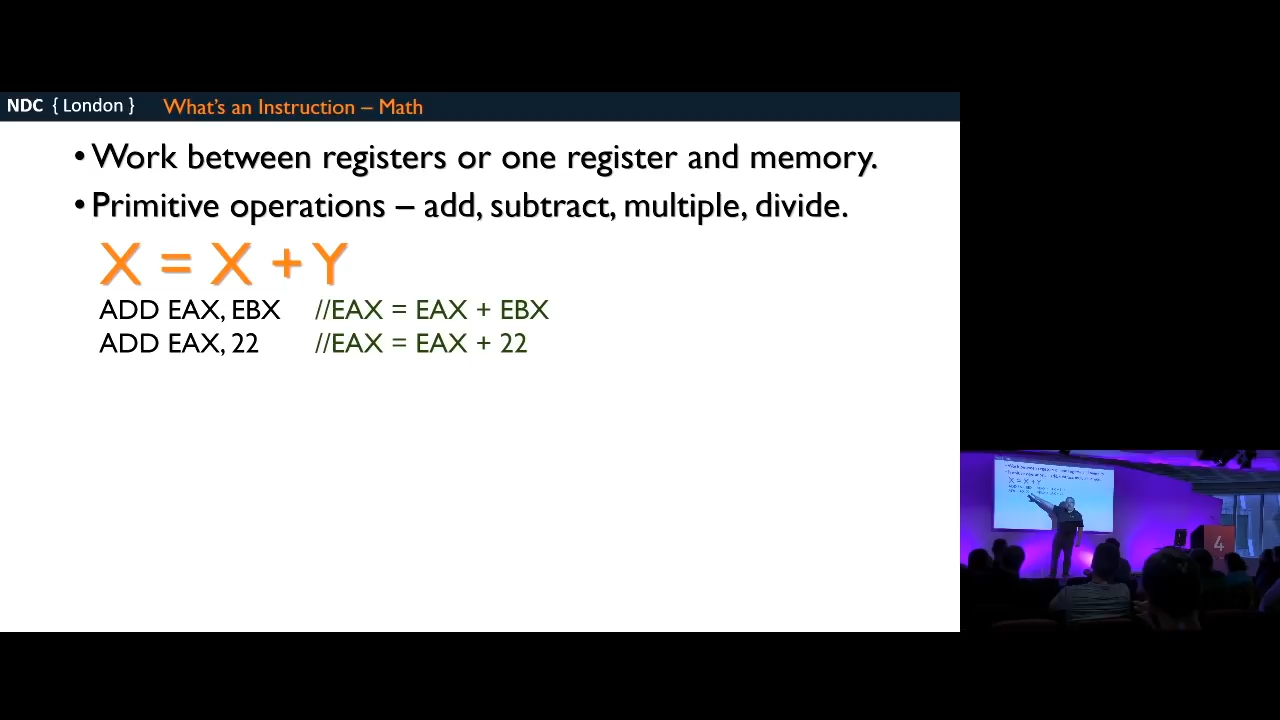 NDC { London } What's an Instruction – Math
• Work between registers or one register and memory.
• Primitive operations – add, subtract, multiple, divide.
X = X + Y
ADD EAX, EBX //EAX = EAX + EBX
ADD EAX, 22 //EAX = EAX + 22
X = X + Y
4